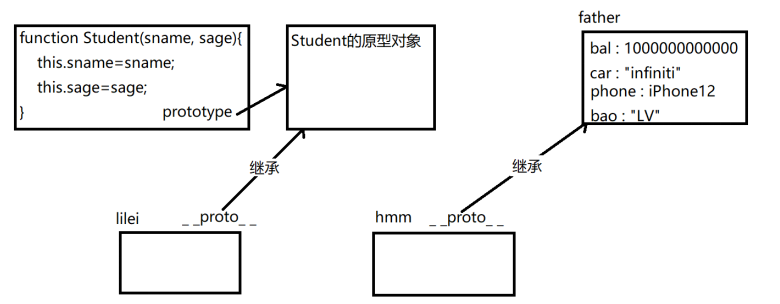 function Student(sname, sage){
this.sname=sname;
this.sage=sage;
}
prototype
Student的原型对象
father
bal : 1000000000000
car : "infiniti"
phone : iPhone12
bao : "LV"
继承
继承
lilei
__proto__
hmm
__proto__